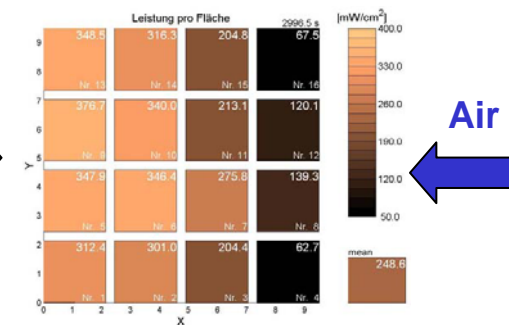 Leistung pro Fläche
2996.5 s
[mW/cm²]
9
8
7
6
5
4
3
2
1
0
Y
348.5
Nr. 13
316.3
Nr. 14
204.8
Nr. 15
67.5
Nr. 16
376.7
Nr. 9
340.0
Nr. 10
213.1
Nr. 11
120.1
Nr. 12
347.9
Nr. 5
346.4
Nr. 6
275.8
Nr. 7
139.3
Nr. 8
312.4
Nr. 1
301.0
Nr. 2
204.4
Nr. 3
62.7
Nr. 4
0 1 2 3 4 5 6 7 8 9
X
400.0
330.0
260.0
190.0
120.0
50.0
mean
248.6
Air